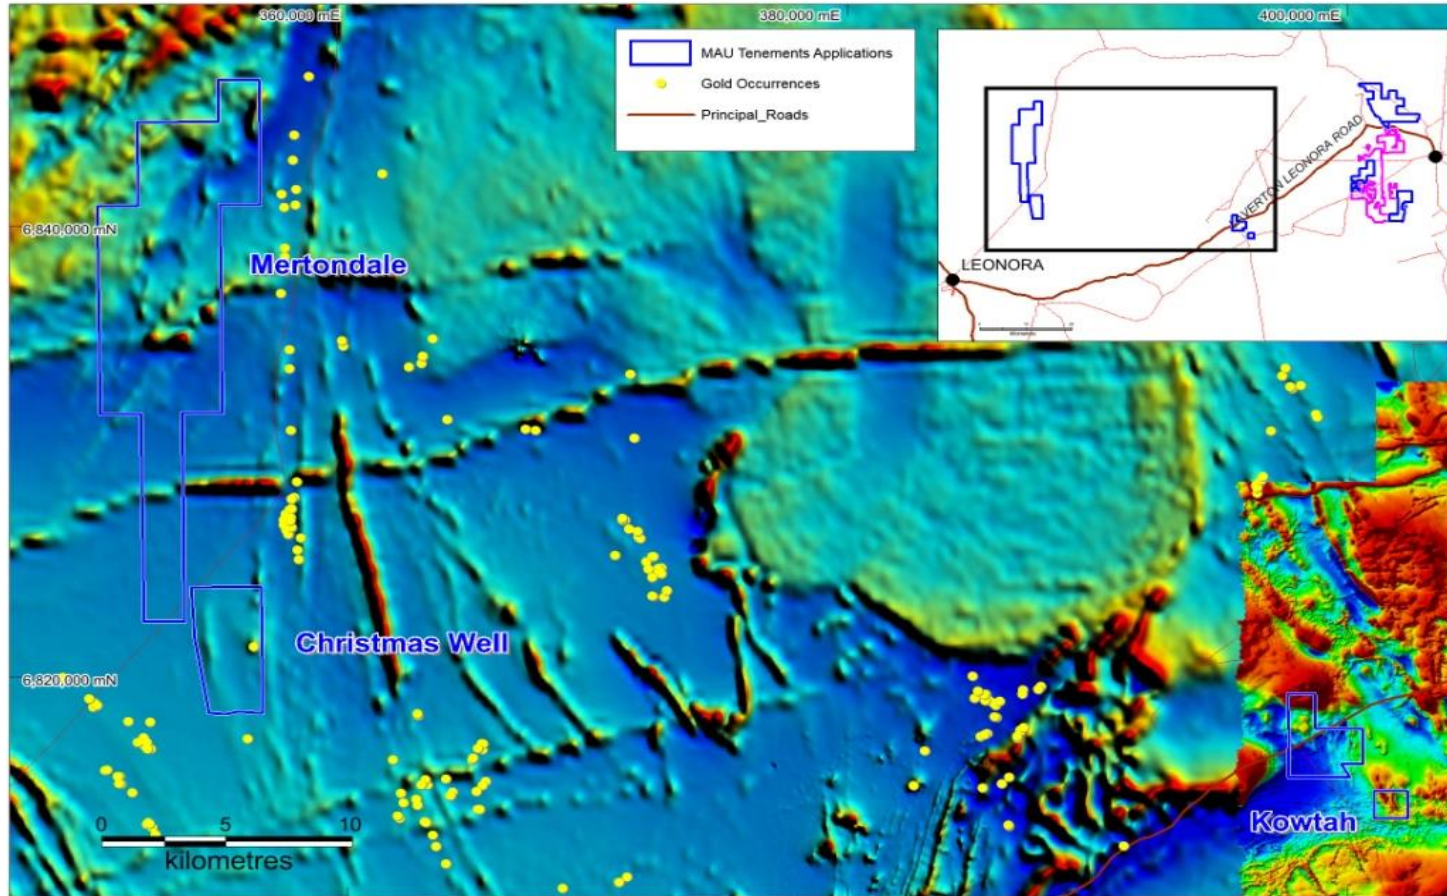 360,000 mE
380,000 mE
400,000 mE
MAU Tenements Applications
Gold Occurrences
Principal_Roads
AVERTON LEONORA ROAD
LEONORA
6,840,000 mN
Mertondale
Christmas Well
6,820,000 mN
Kowtah
0 5 10
kilometres